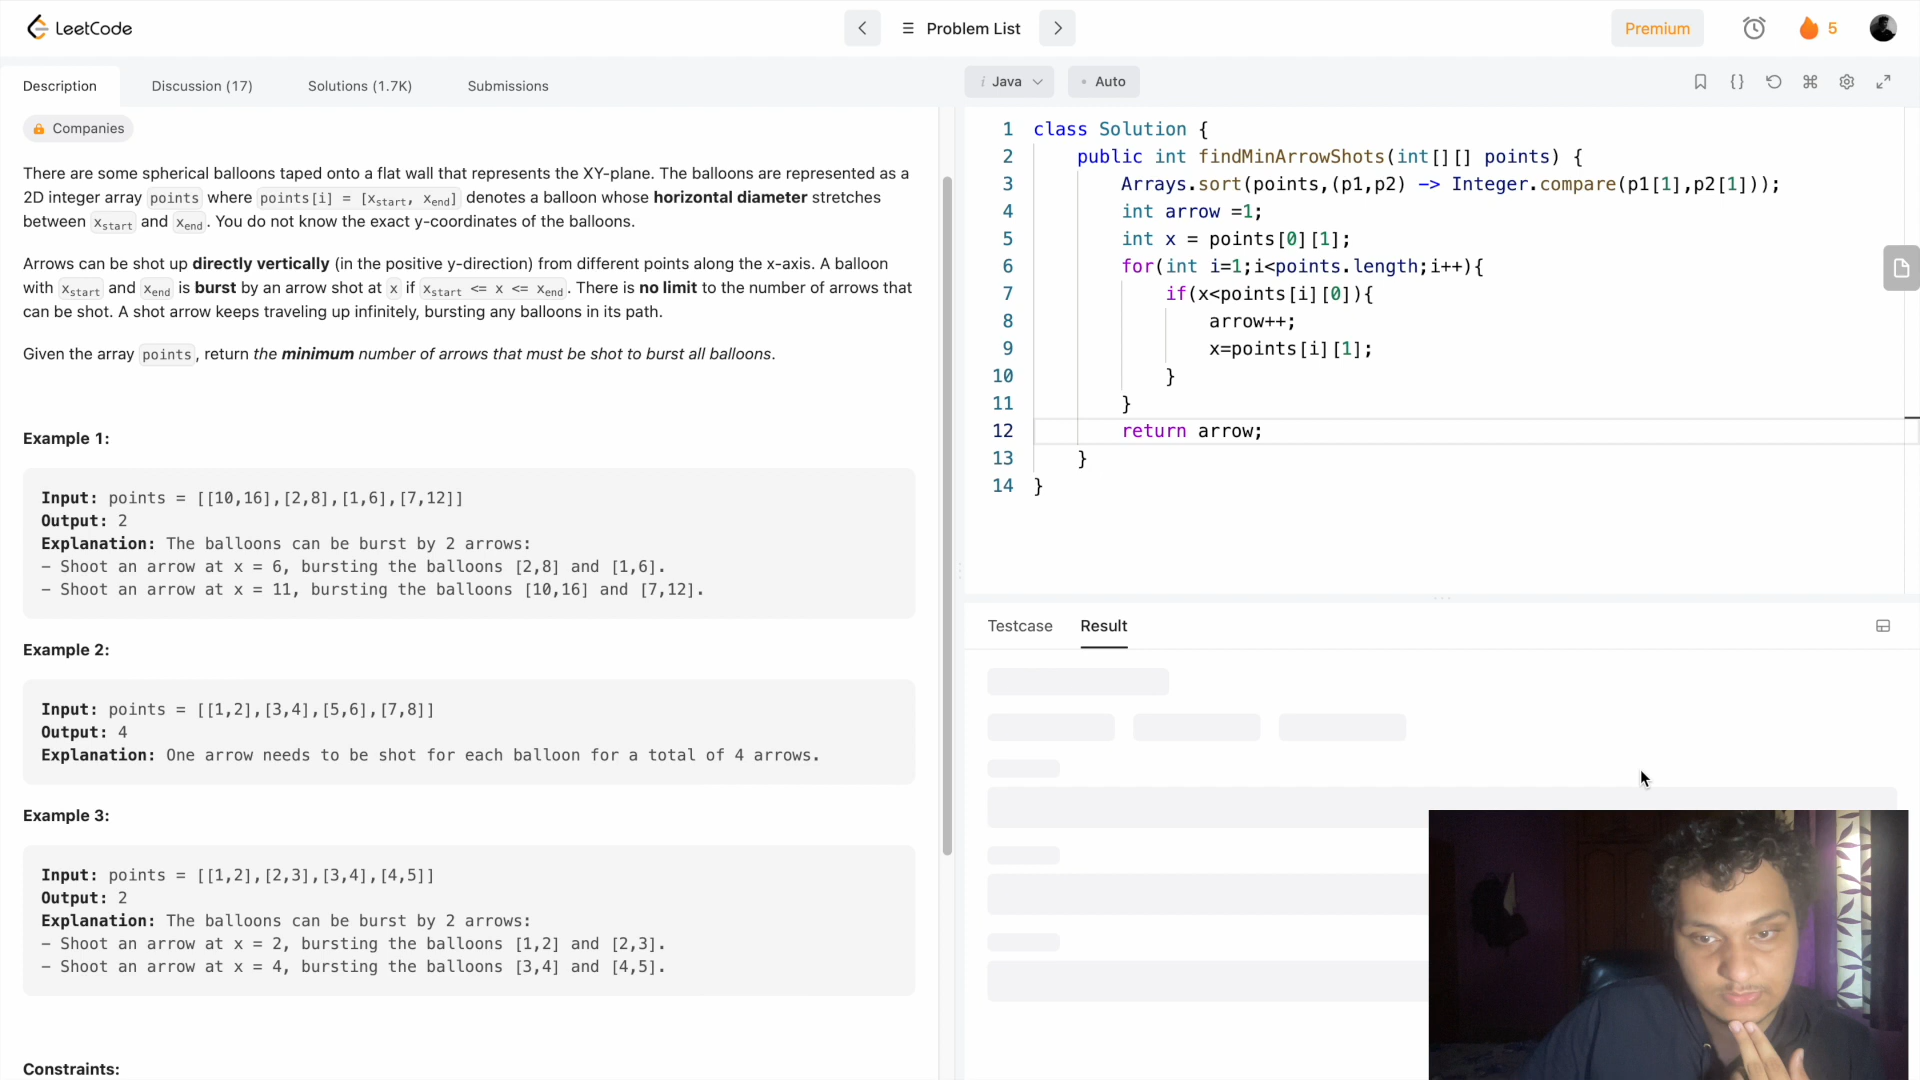 LeetCode
Problem List
Premium
5
Description
Discussion (17)
Solutions (1.7K)
Submissions
Companies
There are some spherical balloons taped onto a flat wall that represents the XY-plane. The balloons are represented as a
2D integer array points where points[i] = [xstart, xend] denotes a balloon whose horizontal diameter stretches
between xstart and xend. You do not know the exact y-coordinates of the balloons.
Arrows can be shot up directly vertically (in the positive y-direction) from different points along the x-axis. A balloon
with xstart and xend is burst by an arrow shot at x if xstart <= x <= xend. There is no limit to the number of arrows that
can be shot. A shot arrow keeps traveling up infinitely, bursting any balloons in its path.
Given the array points, return the minimum number of arrows that must be shot to burst all balloons.
Example 1:
Input: points = [[10,16],[2,8],[1,6],[7,12]]
Output: 2
Explanation: The balloons can be burst by 2 arrows:
– Shoot an arrow at x = 6, bursting the balloons [2,8] and [1,6].
– Shoot an arrow at x = 11, bursting the balloons [10,16] and [7,12].
Example 2:
Input: points = [[1,2],[3,4],[5,6],[7,8]]
Output: 4
Explanation: One arrow needs to be shot for each balloon for a total of 4 arrows.
Example 3:
Input: points = [[1,2],[2,3],[3,4],[4,5]]
Output: 2
Explanation: The balloons can be burst by 2 arrows:
– Shoot an arrow at x = 2, bursting the balloons [1,2] and [2,3].
– Shoot an arrow at x = 4, bursting the balloons [3,4] and [4,5].
Constraints:
i Java
• Auto
1 class Solution {
2 public int findMinArrowShots(int[][] points) {
3 Arrays.sort(points,(p1,p2) -> Integer.compare(p1[1],p2[1]));
4 int arrow =1;
5 int x = points[0][1];
6 for(int i=1;i<points.length;i++){
7 if(x<points[i][0]){
8 arrow++;
9 x=points[i][1];
10 }
11 }
12 return arrow;
13 }
14 }
Testcase
Result